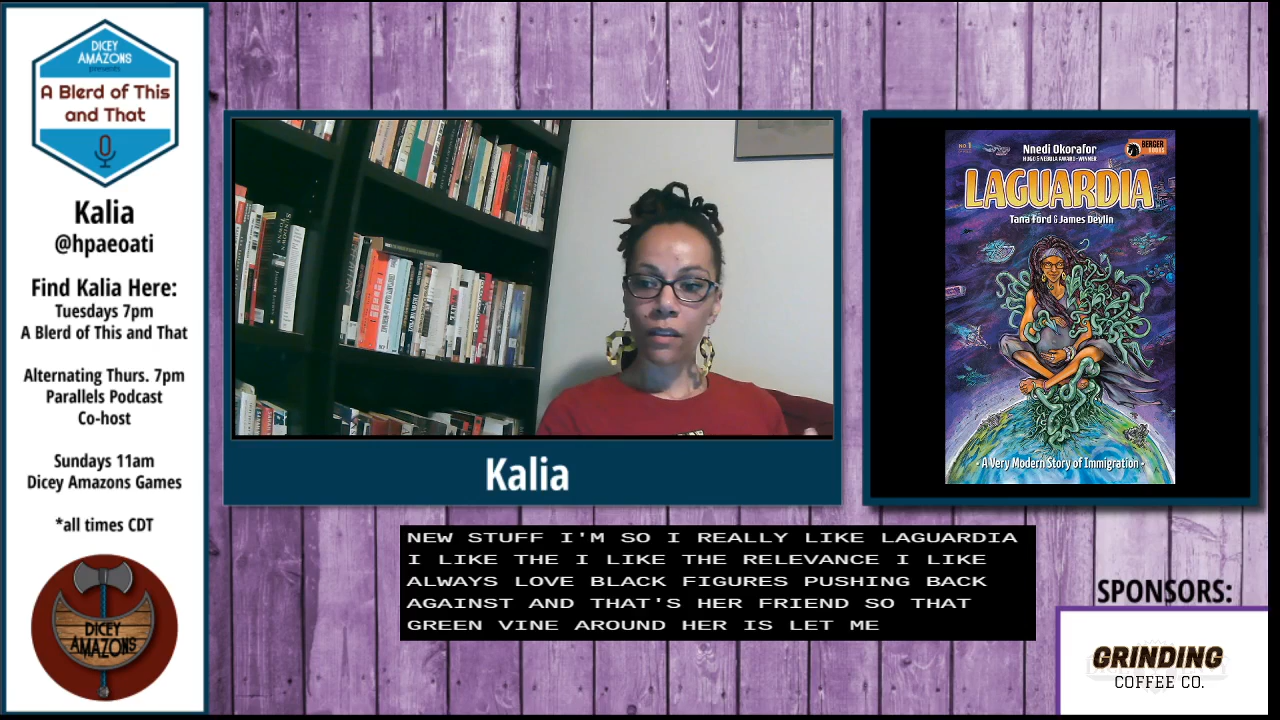 DICEY
AMAZONS
presents
A Blerd of This
and That
Kalia
@hpaeoati
Find Kalia Here:
Tuesdays 7pm
A Blerd of This and That
Alternating Thurs. 7pm
Parallels Podcast
Co-host
Sundays 11am
Dicey Amazons Games
*all times CDT
DICEY
AMAZONS
Kalia
NO. 1
Nnedi Okorafor
HUGO & NEBULA AWARD-WINNER
BERGER
BOOKS
LAGUARDIA
Tana Ford & James Devlin
· A Very Modern Story of Immigration ·
NEW STUFF I'M SO I REALLY LIKE LAGUARDIA
I LIKE THE I LIKE THE RELEVANCE I LIKE
ALWAYS LOVE BLACK FIGURES PUSHING BACK
AGAINST AND THAT'S HER FRIEND SO THAT
GREEN VINE AROUND HER IS LET ME
SPONSORS:
GRINDING
COFFEE CO.